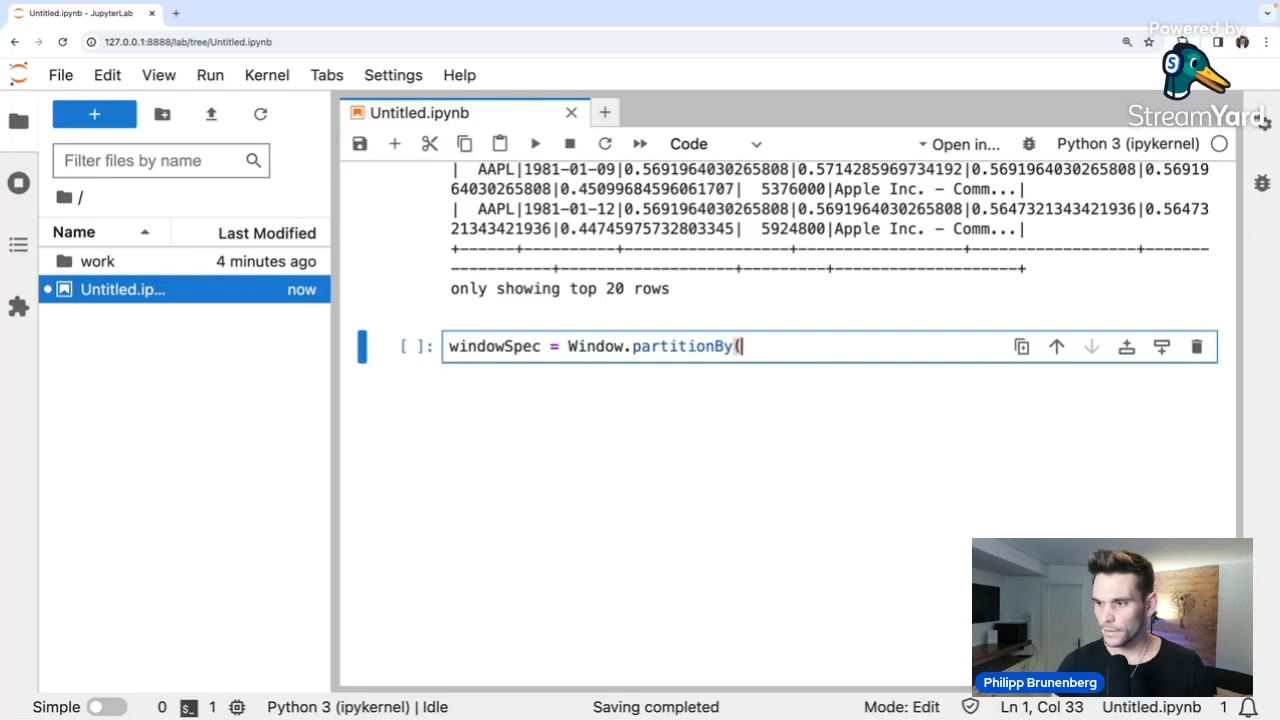 Untitled.ipynb - JupyterLab
127.0.0.1:8888/lab/tree/Untitled.ipynb
Powered by
StreamYard
File Edit View Run Kernel Tabs Settings Help
Untitled.ipynb
Filter files by name
Code
Open in...
Python 3 (ipykernel)
/
Name Last Modified
work 4 minutes ago
Untitled.ip... now
| AAPL|1981-01-09|0.5691964030265808|0.5714285969734192|0.5691964030265808|0.56919
64030265808|0.45099684596061707| 5376000|Apple Inc. - Comm...|
| AAPL|1981-01-12|0.5691964030265808|0.5691964030265808|0.5647321343421936|0.56473
21343421936|0.44745975732803345| 5924800|Apple Inc. - Comm...|
+-------+----------+------------------+------------------+------------------+-------
-----------+-------------------+---------+--------------------+
only showing top 20 rows
[ ]: windowSpec = Window.partitionBy(
Philipp Brunenberg
Simple 0 1 Python 3 (ipykernel) | Idle Saving completed Mode: Edit Ln 1, Col 33 Untitled.ipynb 1